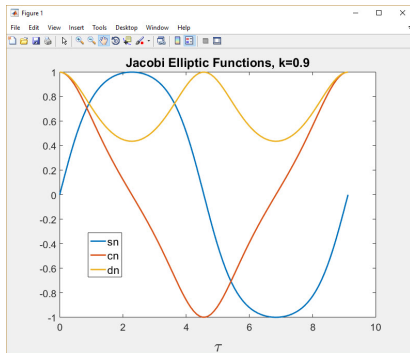 Figure 1
File Edit View Insert Tools Desktop Window Help
Jacobi Elliptic Functions, k=0.9
1
0.8
0.6
0.4
0.2
0
-0.2
-0.4
-0.6
-0.8
-1
sn
cn
dn
0 2 4 6 8 10
τ